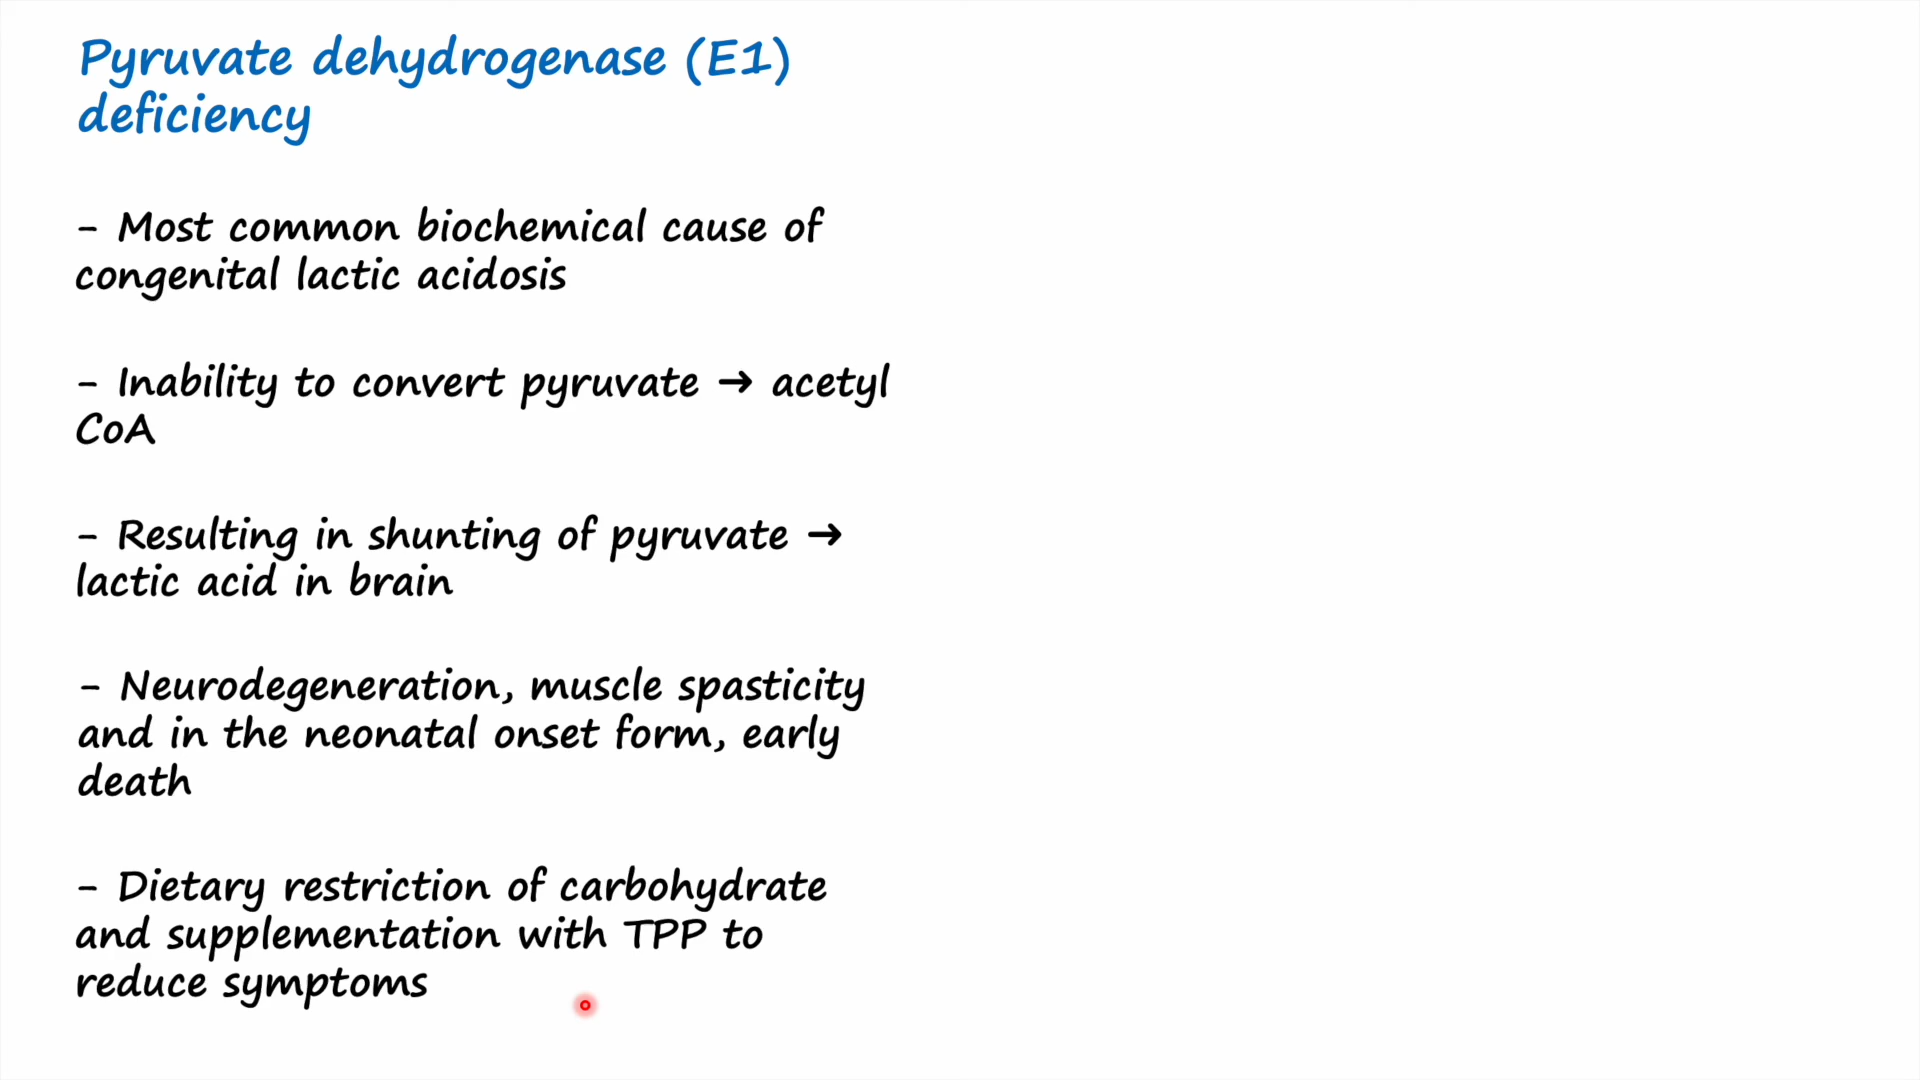 Pyruvate dehydrogenase (E1)
deficiency
- Most common biochemical cause of
congenital lactic acidosis
- Inability to convert pyruvate → acetyl
CoA
- Resulting in shunting of pyruvate →
lactic acid in brain
- Neurodegeneration, muscle spasticity
and in the neonatal onset form, early
death
- Dietary restriction of carbohydrate
and supplementation with TPP to
reduce symptoms